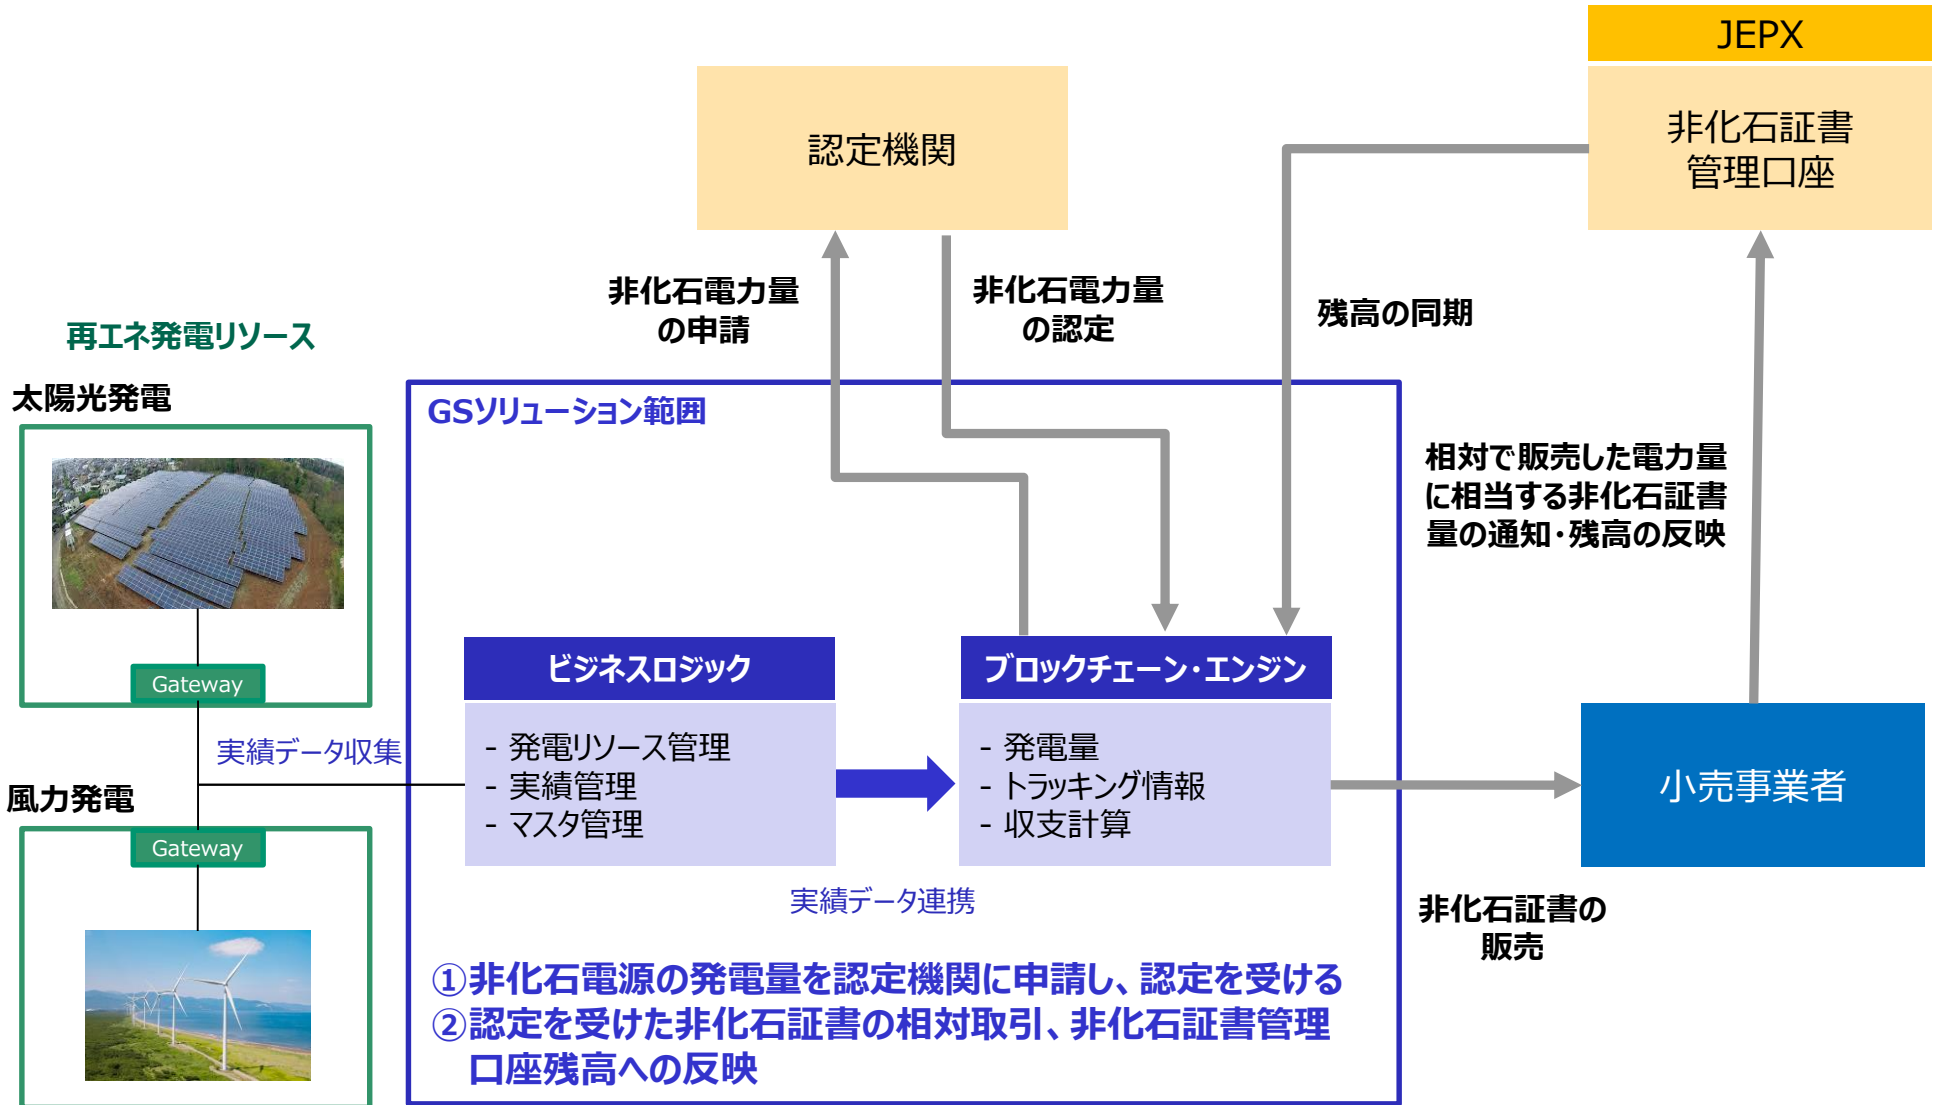 JEPX
非化石証書
管理口座
認定機関
非化石電力量
の申請
非化石電力量
の認定
残高の同期
再エネ発電リソース
太陽光発電
GSソリューション範囲
相対で販売した電力量
に相当する非化石証書
量の通知・残高の反映
Gateway
実績データ収集
ビジネスロジック
- 発電リソース管理
- 実績管理
- マスタ管理
ブロックチェーン・エンジン
- 発電量
- トラッキング情報
- 収支計算
小売事業者
風力発電
Gateway
実績データ連携
非化石証書の
販売
①非化石電源の発電量を認定機関に申請し、認定を受ける
②認定を受けた非化石証書の相対取引、非化石証書管理
口座残高への反映